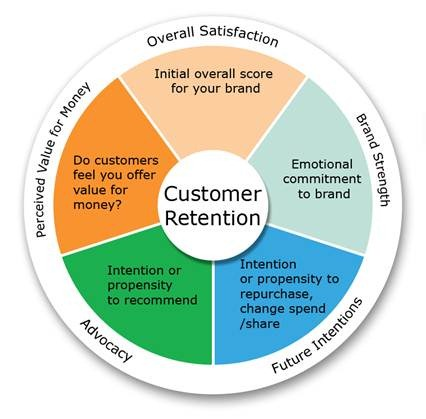 Overall Satisfaction
Initial overall score
for your brand
Brand Strength
Emotional
commitment
to brand
Future Intentions
Intention
or propensity to
repurchase,
change spend
/share
Advocacy
Intention or
propensity
to recommend
Perceived Value for Money
Do customers
feel you offer
value for
money?
Customer
Retention